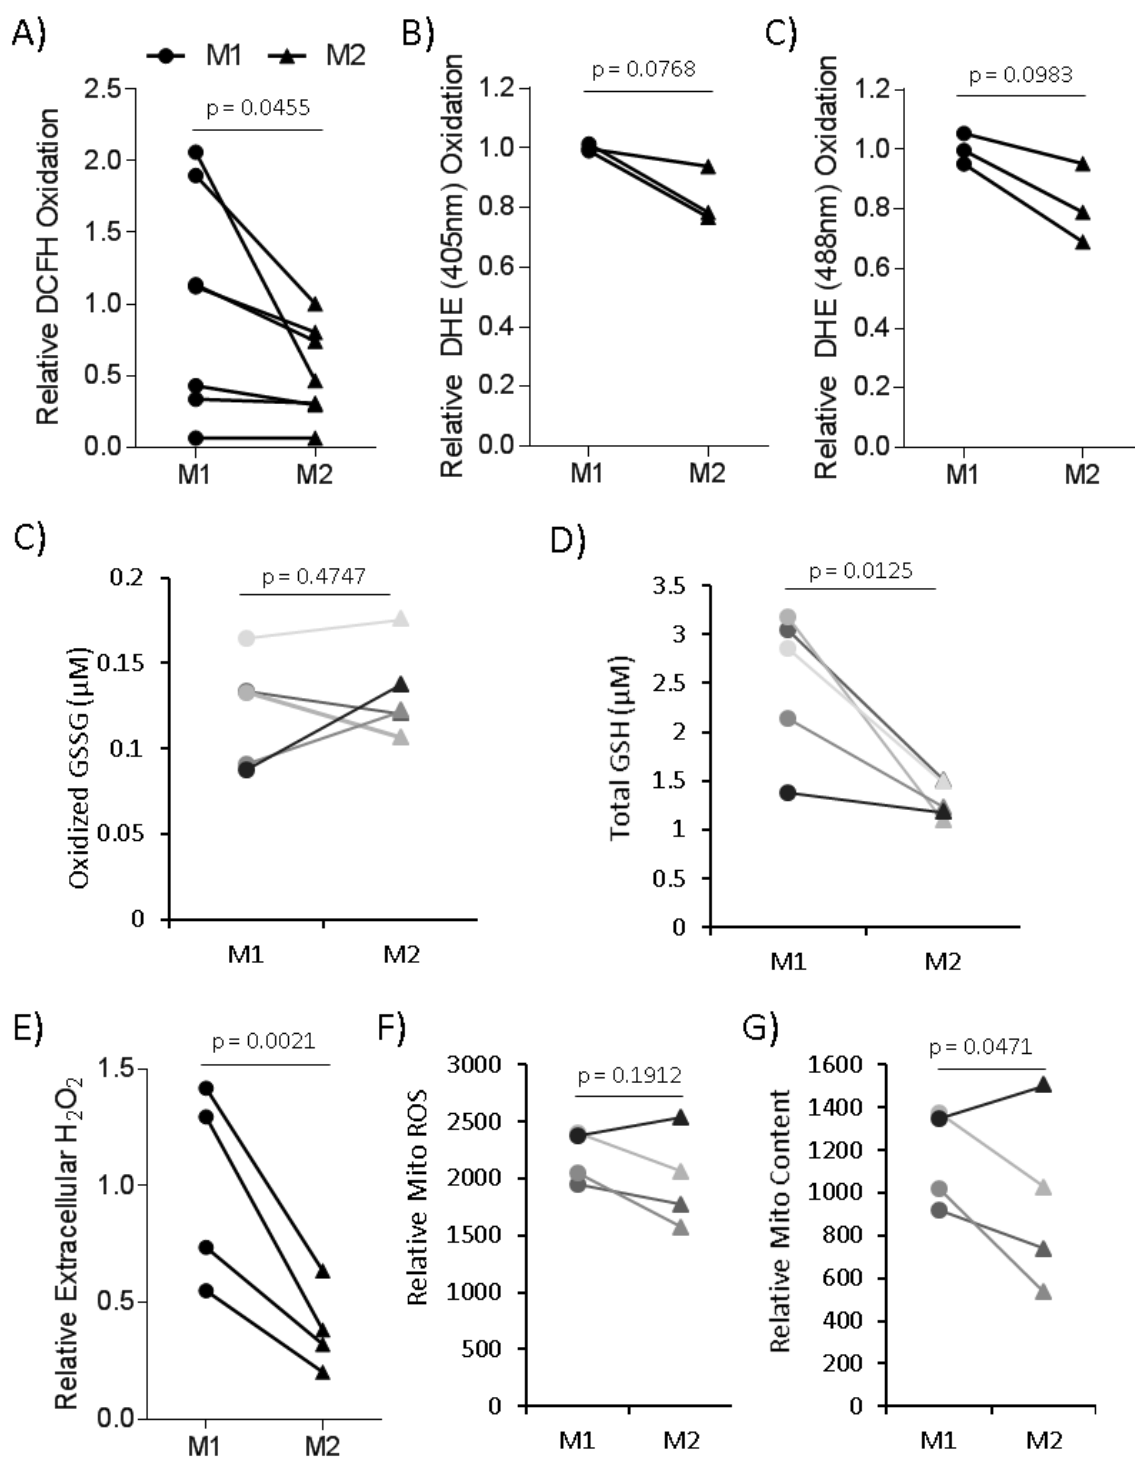 A)
M1 M2
p = 0.0455
Relative DCFH Oxidation
2.5
2.0
1.5
1.0
0.5
0.0
M1 M2
B)
p = 0.0768
Relative DHE (405nm) Oxidation
1.2
1.0
0.8
0.6
0.4
0.2
0.0
M1 M2
C)
p = 0.0983
Relative DHE (488nm) Oxidation
1.2
1.0
0.8
0.6
0.4
0.2
0.0
M1 M2
C)
p = 0.4747
Oxidized GSSG (µM)
0.2
0.15
0.1
0.05
0
M1 M2
D)
p = 0.0125
Total GSH (µM)
3.5
3
2.5
2
1.5
1
0.5
0
M1 M2
E)
p = 0.0021
Relative Extracellular H₂O₂
1.5
1.0
0.5
0.0
M1 M2
F)
p = 0.1912
Relative Mito ROS
3000
2500
2000
1500
1000
500
0
M1 M2
G)
p = 0.0471
Relative Mito Content
1600
1400
1200
1000
800
600
400
200
0
M1 M2